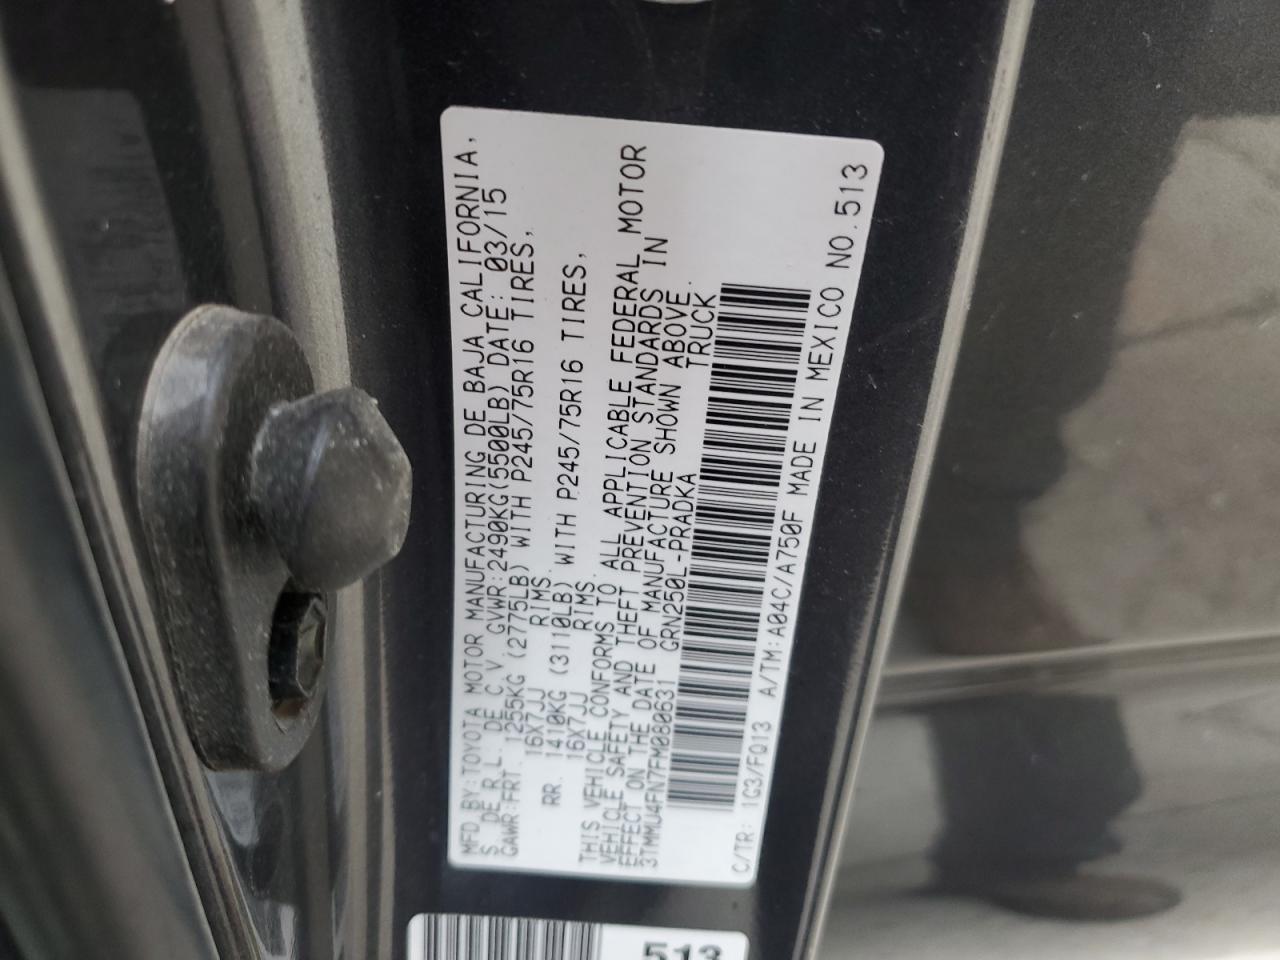 MFD.BY:TOYOTA MOTOR MANUFACTURING DE BAJA CALIFORNIA,
S. DE R.L. DE C.V. GVWR:2490KG(5500LB) DATE: 03/15
GAWR:FRT. 1255KG (2775LB) WITH P245/75R16 TIRES,
16X7JJ RIMS.
RR. 1410KG (3110LB) WITH P245/75R16 TIRES,
16X7JJ RIMS.
THIS VEHICLE CONFORMS TO ALL APPLICABLE FEDERAL MOTOR
VEHICLE SAFETY AND THEFT PREVENTION STANDARDS IN
EFFECT ON THE DATE OF MANUFACTURE SHOWN ABOVE.
3TMMU4FN7FM080631 GRN250L-PRADKA TRUCK
C/TR: 1G3/FQ13 A/TM:A04C/A750F MADE IN MEXICO NO.513
513